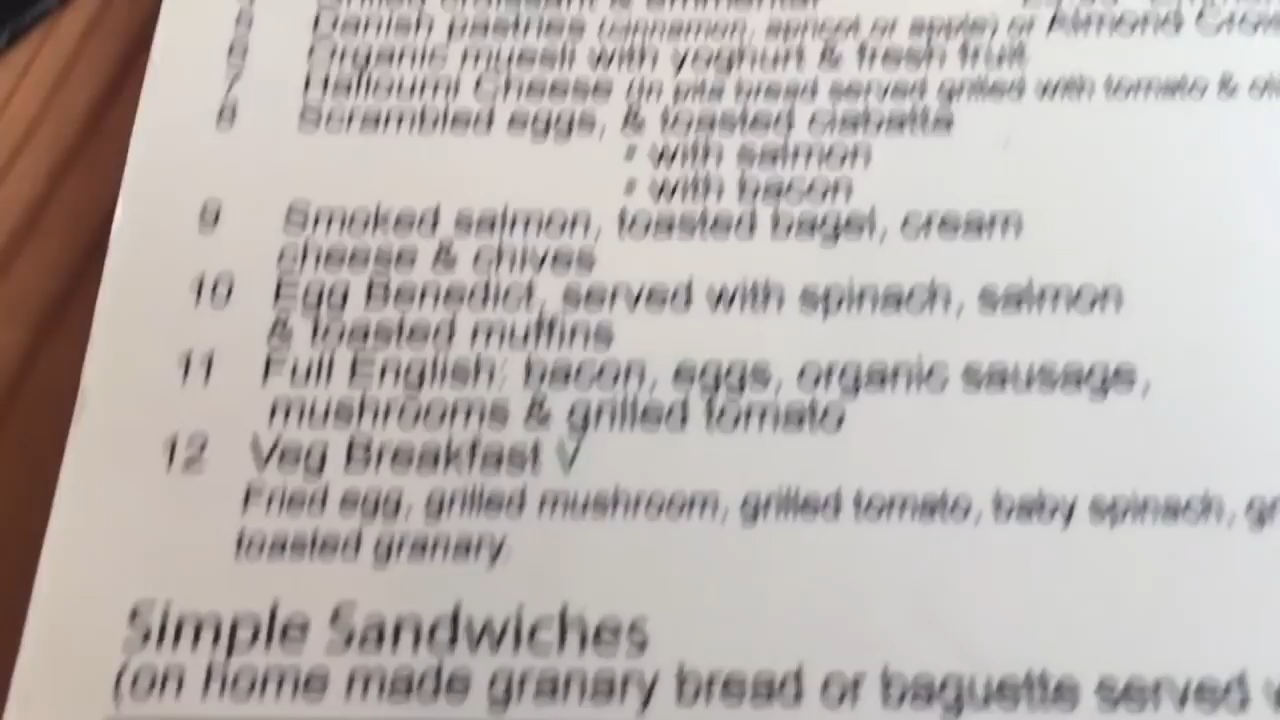 Danish pastries (cinnamon, apricot or apple) or Almond
Organic muesli with yoghurt & fresh fruit
Halloumi Cheese (in pita bread served grilled with tomato &
8 Scrambled eggs, & toasted ciabatta
* with salmon
* with bacon
9 Smoked salmon, toasted bagel, cream
cheese & chives
10 Egg Benedict, served with spinach, salmon
& toasted muffins
11 Full English: bacon, eggs, organic sausage,
mushrooms & grilled tomato
12 Veg Breakfast V
Fried egg, grilled mushroom, grilled tomato, baby spinach,
toasted granary
Simple Sandwiches
(on home made granary bread or baguette served